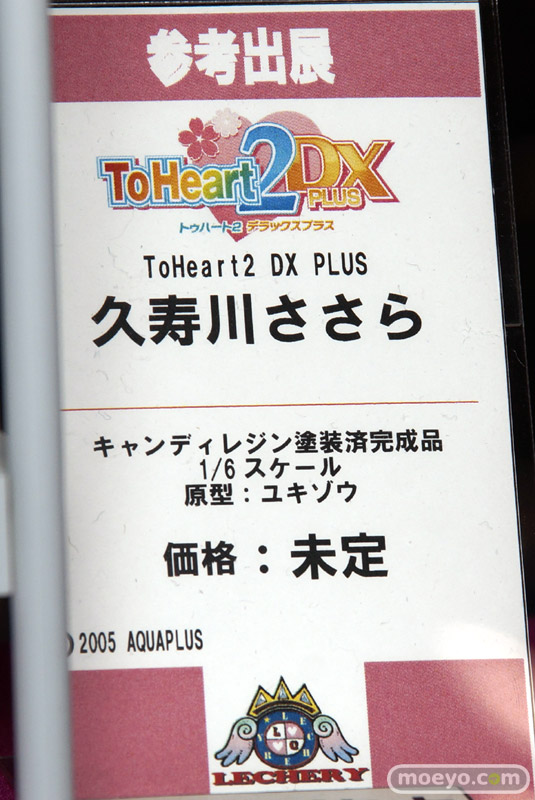 参考出展
ToHeart2 DX PLUS
トゥハート2 デラックスプラス
ToHeart2 DX PLUS
久寿川ささら
キャンディレジン塗装済完成品
1/6スケール
原型：ユキゾウ
価格：未定
© 2005 AQUAPLUS
LECHERY
moeyo.com